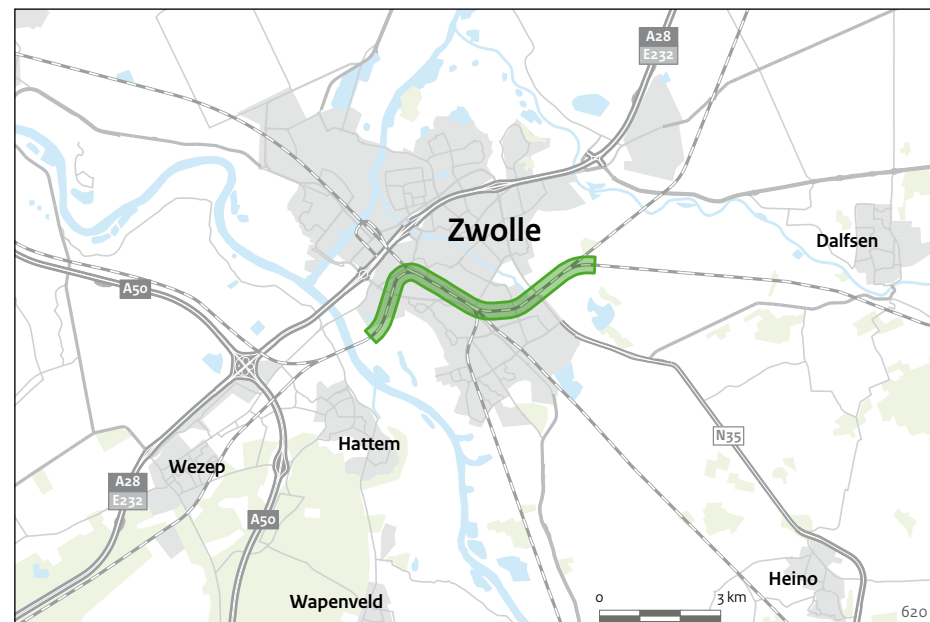 A28
E232
Zwolle
Dalfsen
A50
N35
Hattem
Wezep
A28
E232
A50
Heino
Wapenveld
0 3 km
620